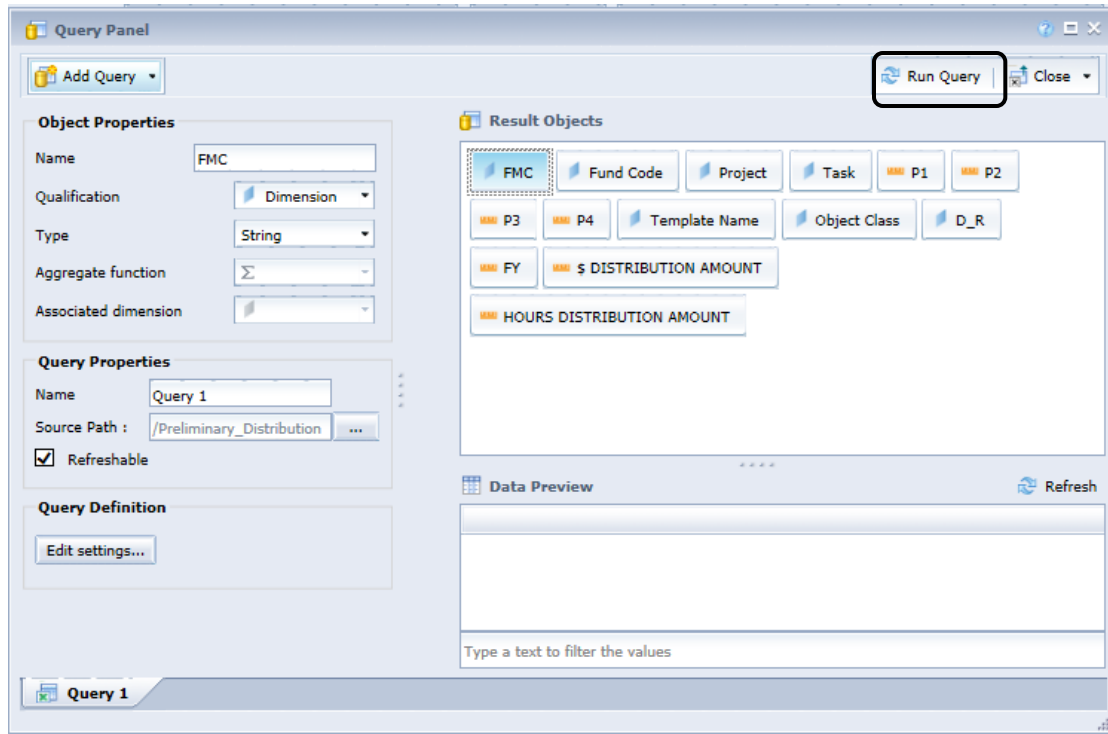 Query Panel
Add Query
Run Query
Close
Object Properties
Name FMC
Qualification Dimension
Type String
Aggregate function Σ
Associated dimension
Query Properties
Name Query 1
Source Path : /Preliminary_Distribution ...
Refreshable
Query Definition
Edit settings...
Result Objects
FMC Fund Code Project Task P1 P2
P3 P4 Template Name Object Class D_R
FY $ DISTRIBUTION AMOUNT
HOURS DISTRIBUTION AMOUNT
Data Preview Refresh
Type a text to filter the values
Query 1